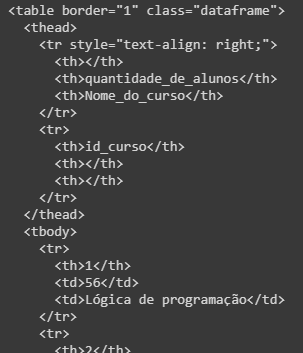 <table border="1" class="dataframe">
  <thead>
    <tr style="text-align: right;">
      <th></th>
      <th>quantidade_de_alunos</th>
      <th>Nome_do_curso</th>
    </tr>
    <tr>
      <th>id_curso</th>
      <th></th>
      <th></th>
    </tr>
  </thead>
  <tbody>
    <tr>
      <th>1</th>
      <td>56</td>
      <td>Lógica de programação</td>
    </tr>
    <tr>
      <th>2</th>